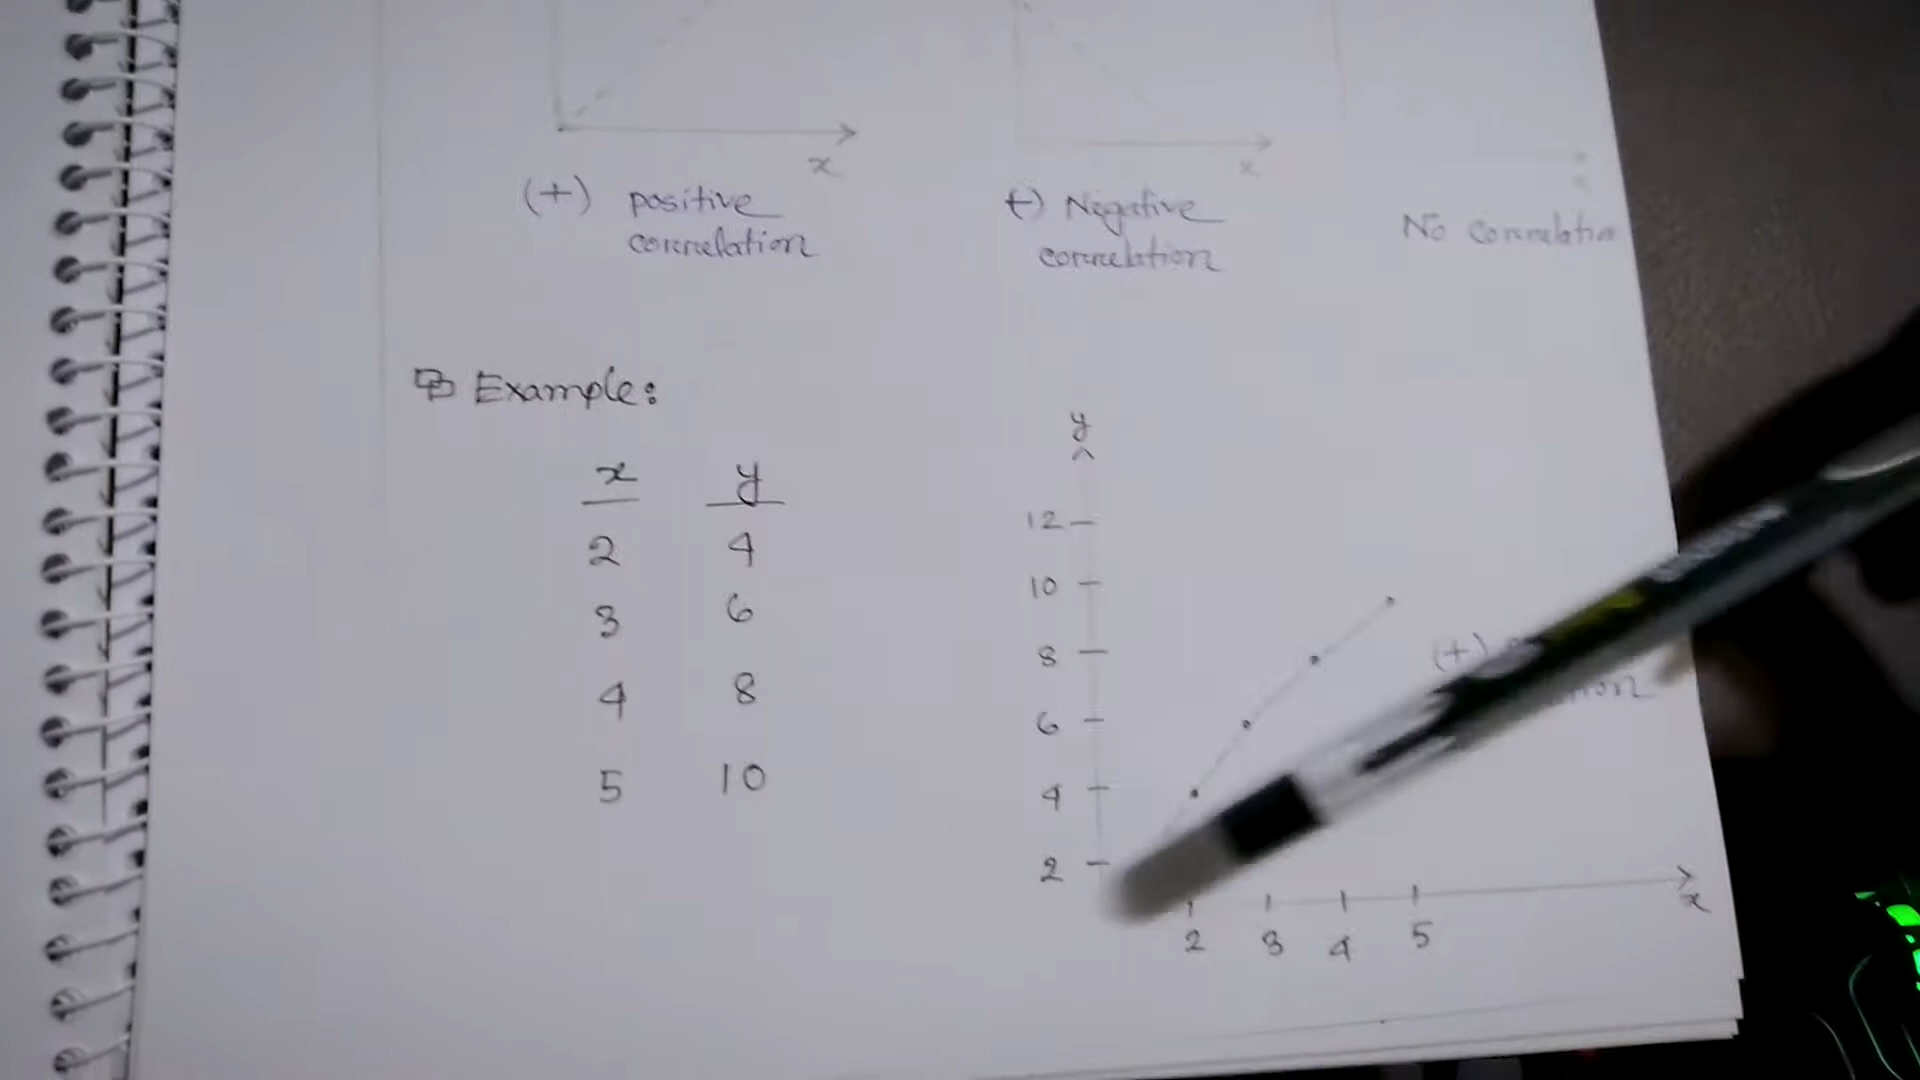 x
x
(+) positive
correlation
(-) Negative
correlation
No Correlation
Example:
x y
2 4
3 6
4 8
5 10
y
12
10
8
6
4
2
(+)
x
2 3 4 5